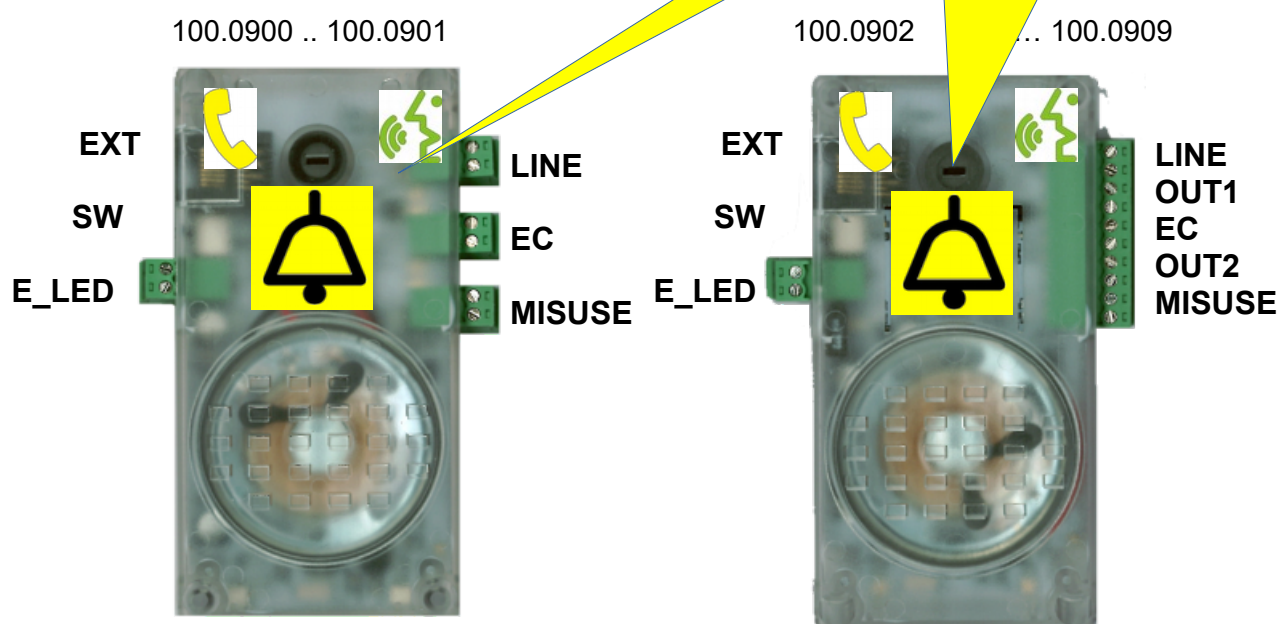 100.0900 .. 100.0901
EXT
SW
E_LED
LINE
EC
MISUSE
100.0902 ... 100.0909
EXT
SW
E_LED
LINE
OUT1
EC
OUT2
MISUSE